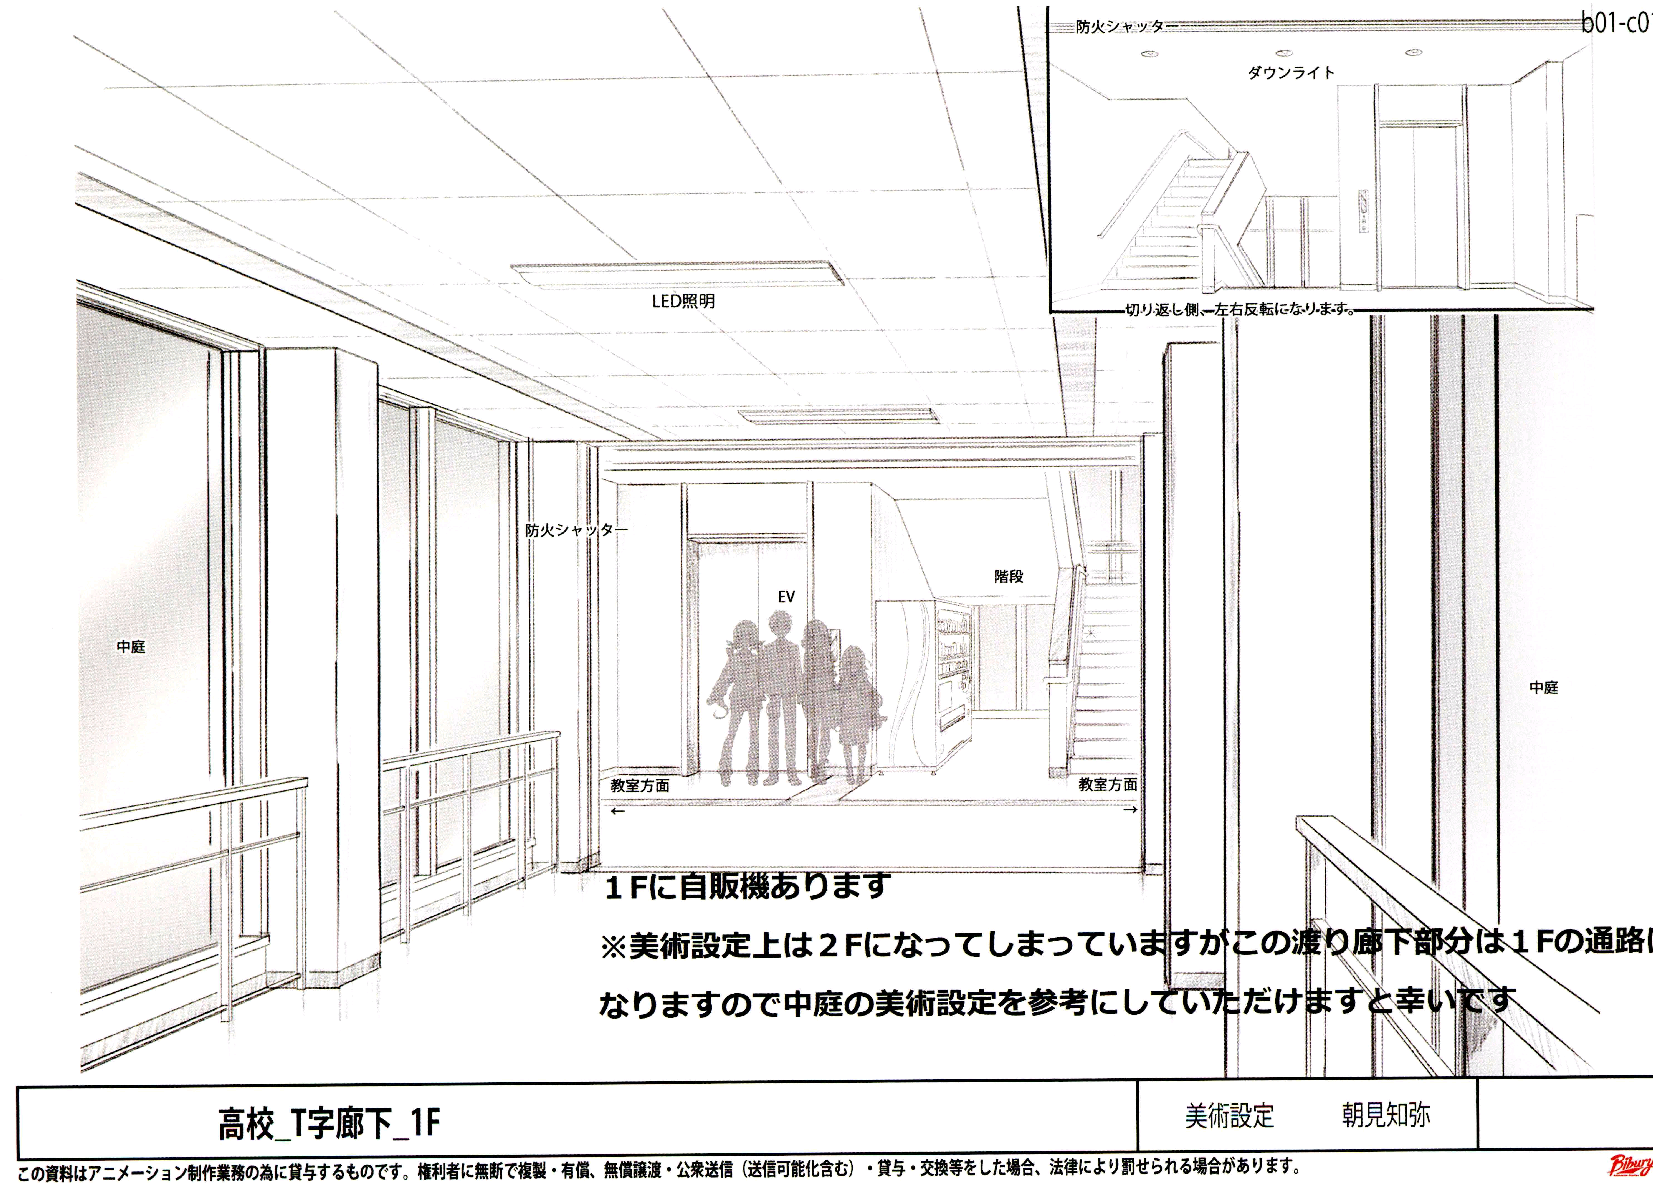 b01-c01
防火シャッター
ダウンライト
切り返し側、左右反転になります。
LED照明
防火シャッター
階段
EV
中庭
中庭
教室方面
教室方面
←
→
1Fに自販機あります
※美術設定上は2Fになってしまっていますがこの渡り廊下部分は1Fの通路に
なりますので中庭の美術設定を参考にしていただけますと幸いです
高校_T字廊下_1F
美術設定 朝見知弥
この資料はアニメーション制作業務の為に貸与するものです。権利者に無断で複製・有償、無償譲渡・公衆送信（送信可能化含む）・貸与・交換等をした場合、法律により罰せられる場合があります。
Bibury